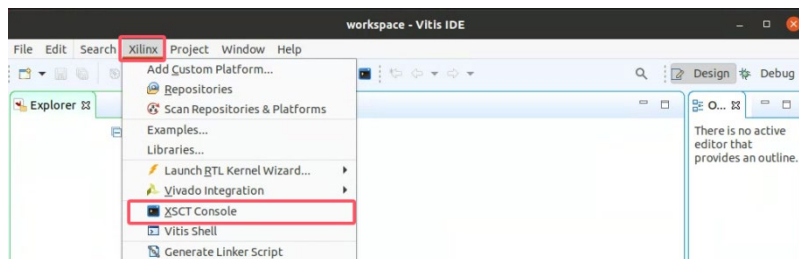 workspace - Vitis IDE
File Edit Search Xilinx Project Window Help
Add Custom Platform...
Repositories
Scan Repositories & Platforms
Examples...
Libraries...
Launch RTL Kernel Wizard...
Vivado Integration
XSCT Console
Vitis Shell
Generate Linker Script
Design Debug
Explorer
O...
There is no active
editor that
provides an outline.